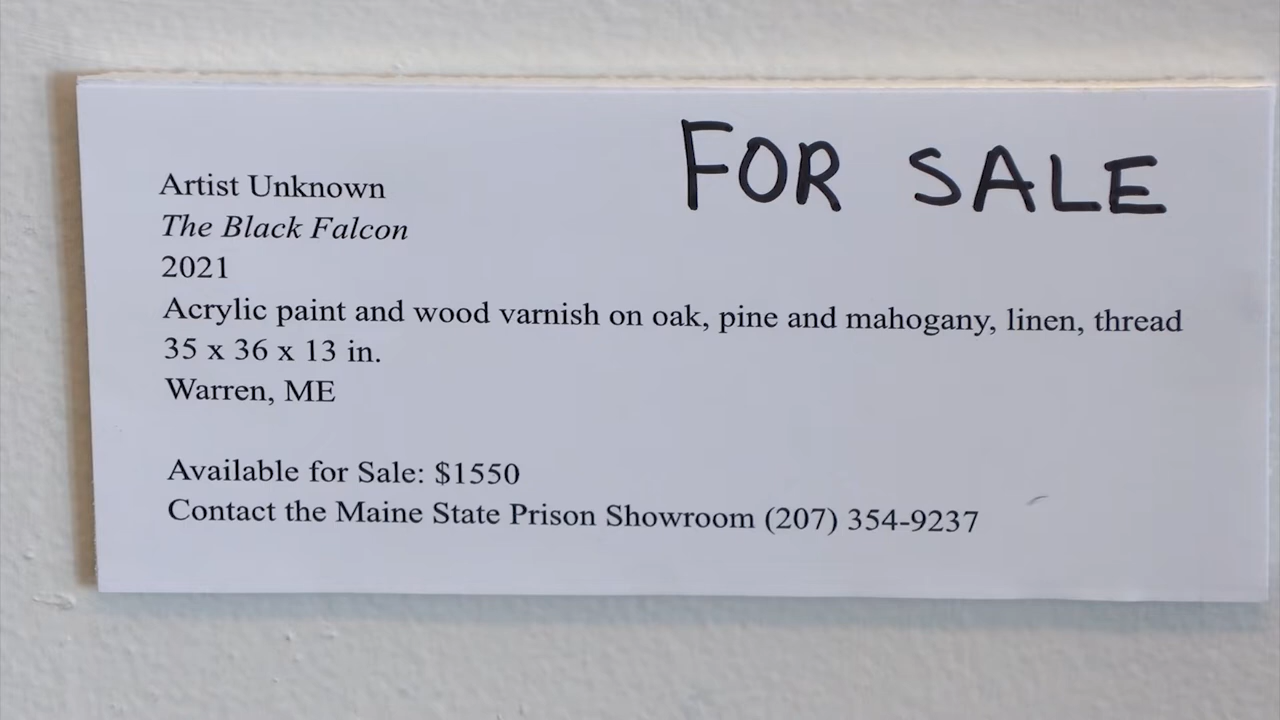 FOR SALE
Artist Unknown
The Black Falcon
2021
Acrylic paint and wood varnish on oak, pine and mahogany, linen, thread
35 x 36 x 13 in.
Warren, ME
Available for Sale: $1550
Contact the Maine State Prison Showroom (207) 354-9237